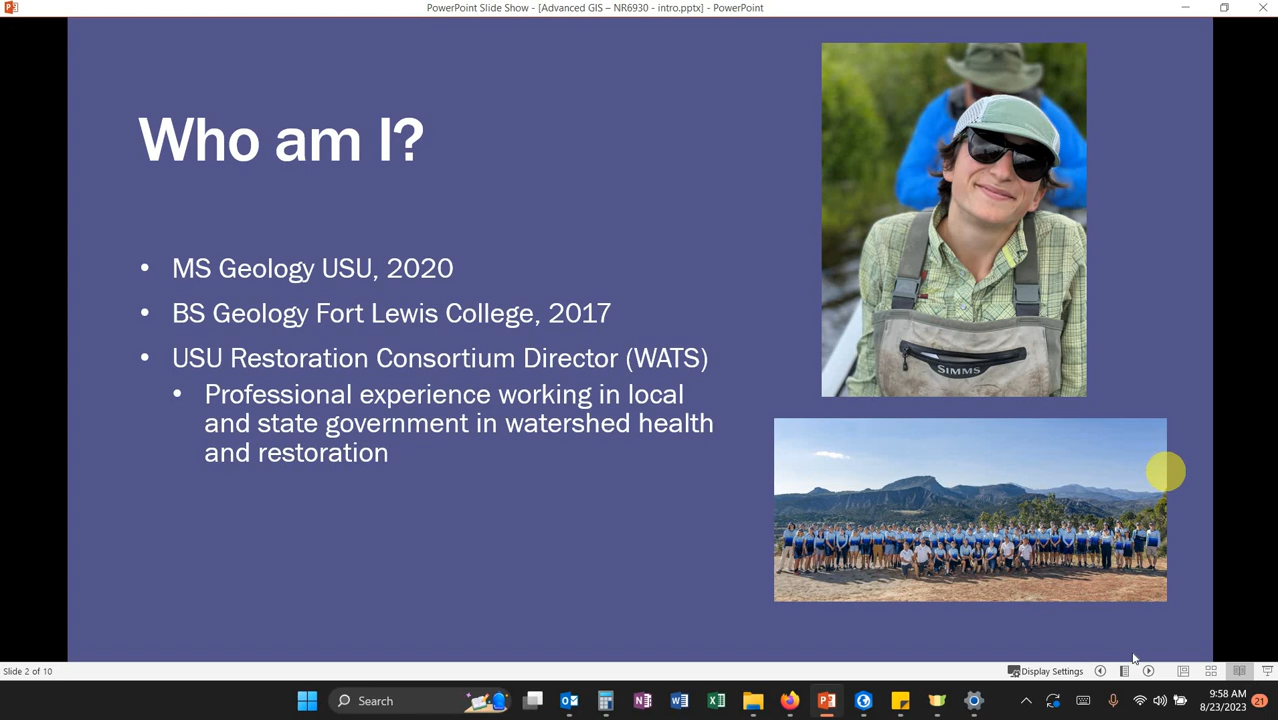 PowerPoint Slide Show - [Advanced GIS – NR6930 - intro.pptx] - PowerPoint
Who am I?
• MS Geology USU, 2020
• BS Geology Fort Lewis College, 2017
• USU Restoration Consortium Director (WATS)
• Professional experience working in local
and state government in watershed health
and restoration
SIMMS
Slide 2 of 10
Display Settings
Search
9:58 AM
8/23/2023
21